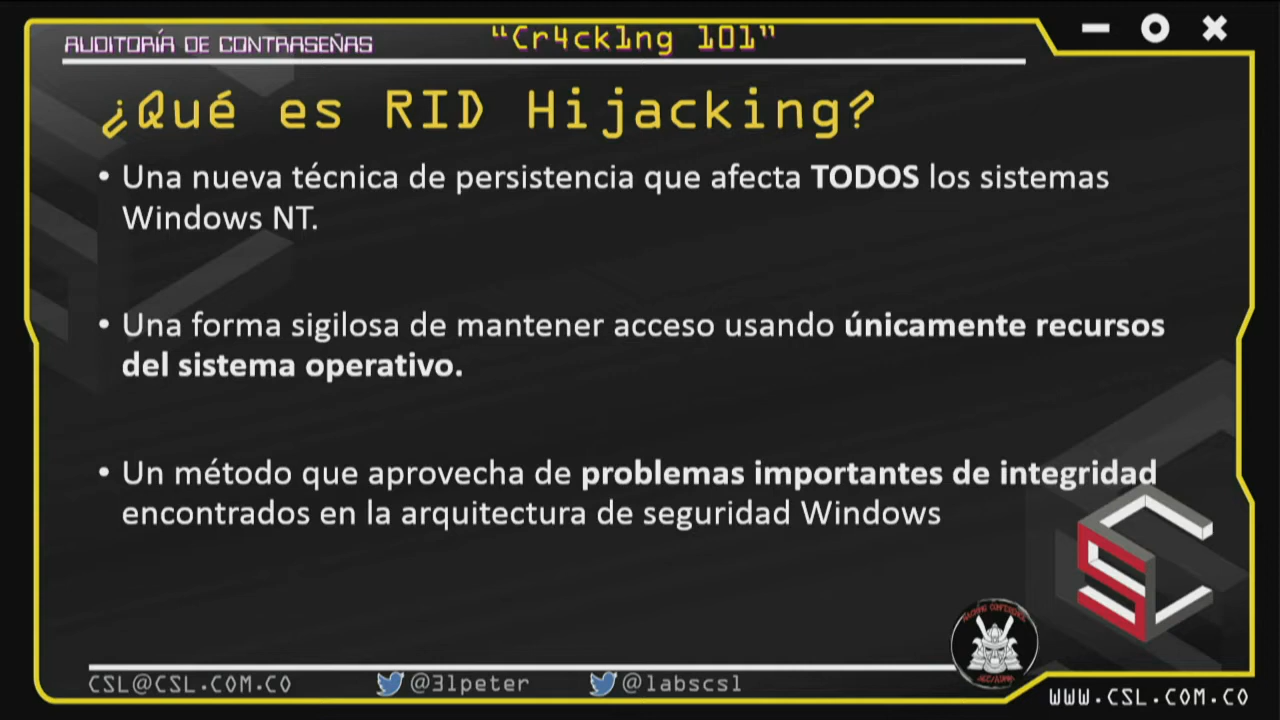 AUDITORÍA DE CONTRASEÑAS
“Cr4ck1ng 101”
¿Qué es RID Hijacking?
• Una nueva técnica de persistencia que afecta TODOS los sistemas
Windows NT.
• Una forma sigilosa de mantener acceso usando únicamente recursos
del sistema operativo.
• Un método que aprovecha de problemas importantes de integridad
encontrados en la arquitectura de seguridad Windows
HACKING CONFERENCE
CSL@CSL.COM.CO
@3lpeter
@labscsl
WWW.CSL.COM.CO